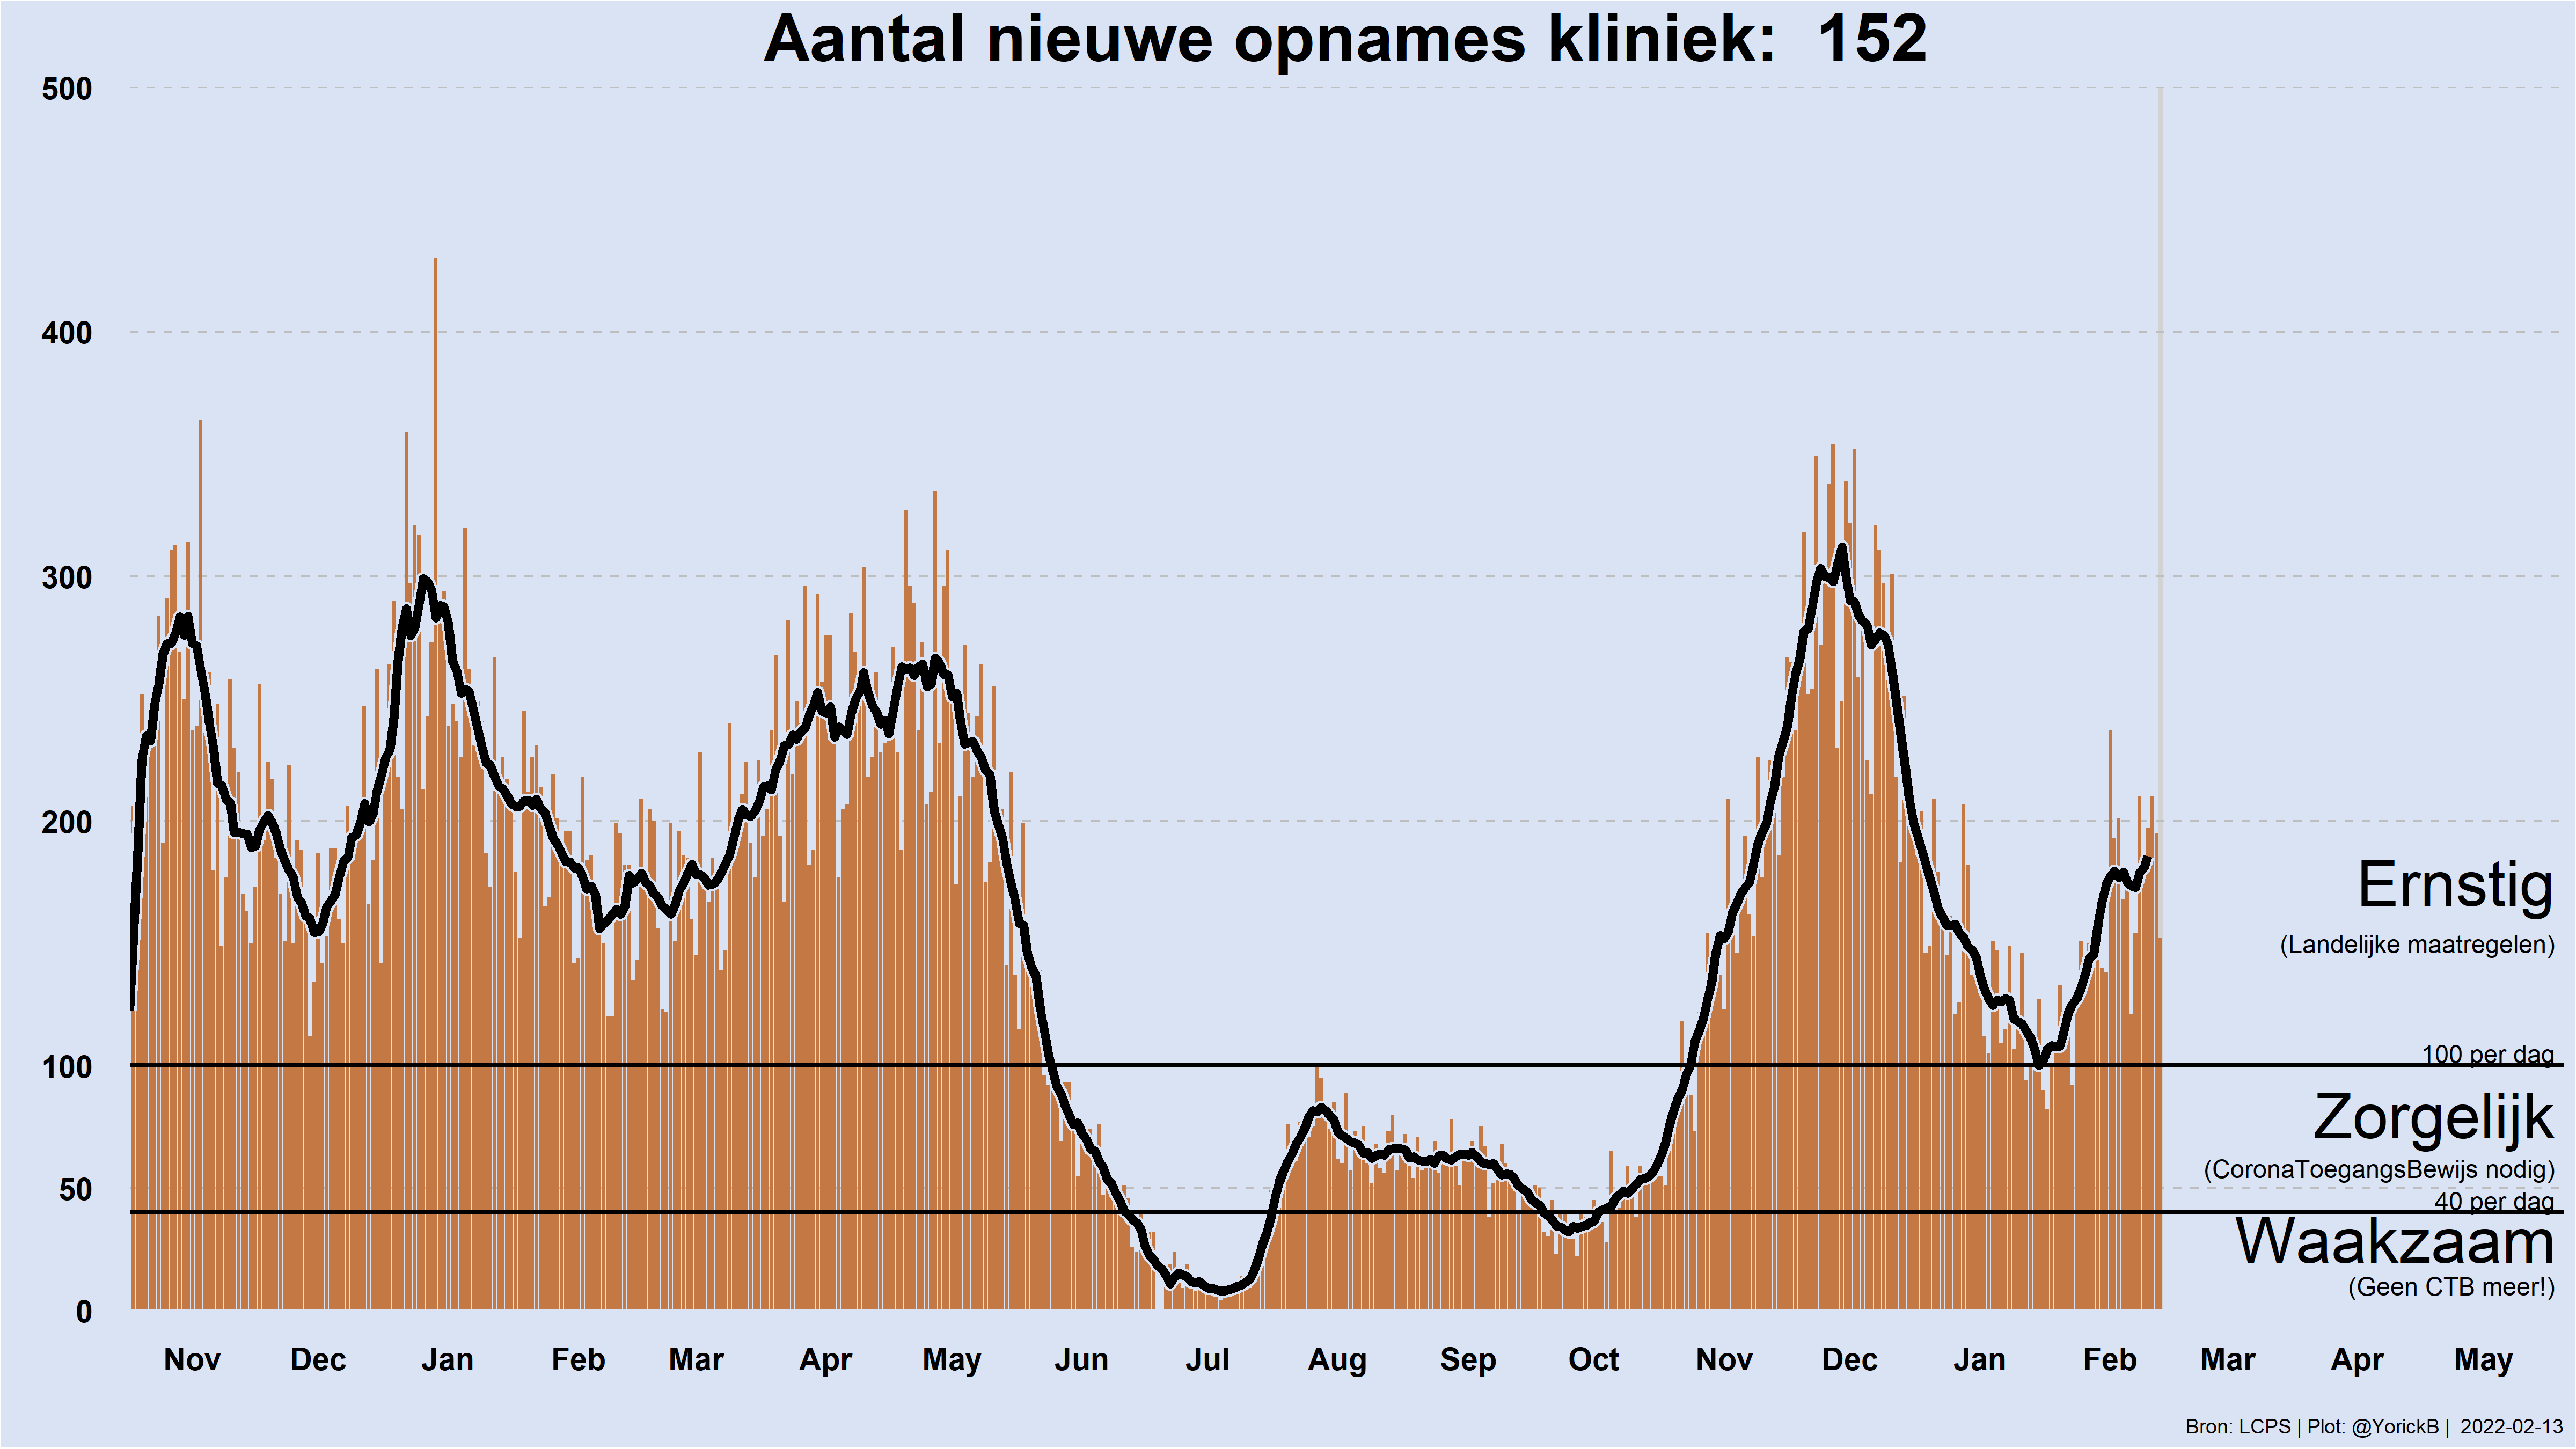 Aantal nieuwe opnames kliniek: 152
500
400
300
200
100
50
0
Ernstig
(Landelijke maatregelen)
100 per dag
Zorgelijk
(CoronaToegangsBewijs nodig)
40 per dag
Waakzaam
(Geen CTB meer!)
Nov Dec Jan Feb Mar Apr May Jun Jul Aug Sep Oct Nov Dec Jan Feb Mar Apr May
Bron: LCPS | Plot: @YorickB | 2022-02-13